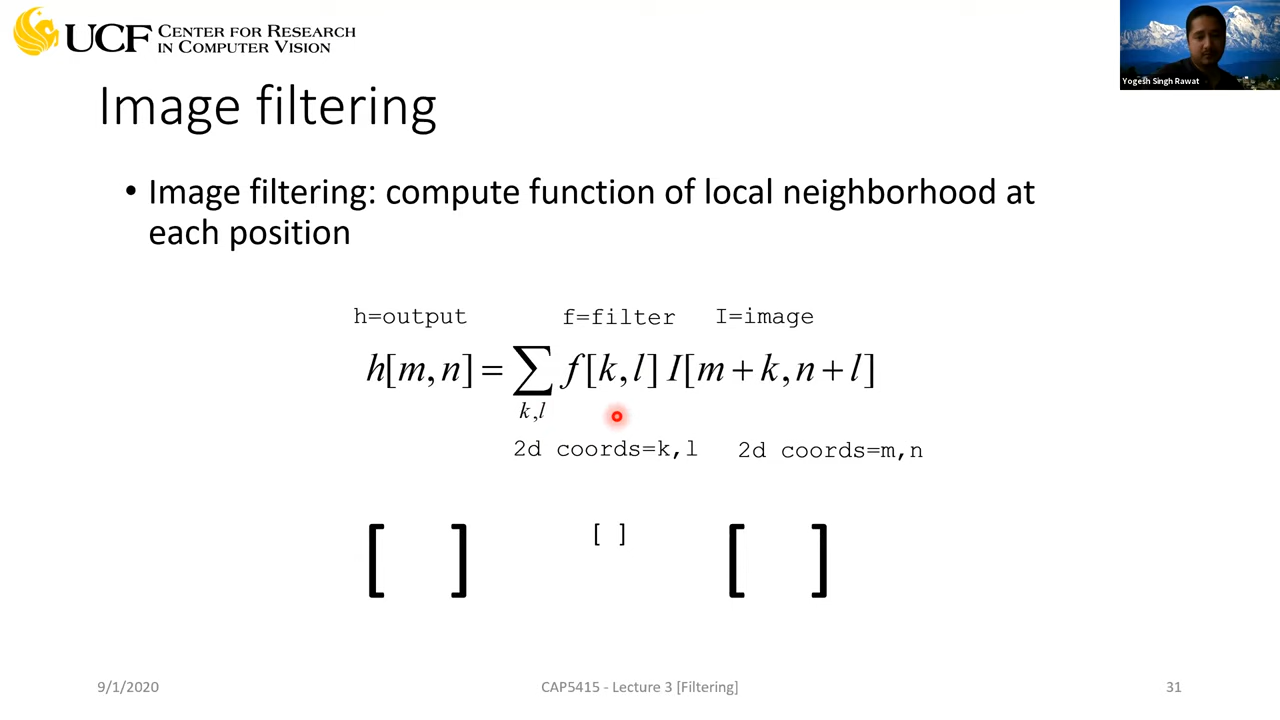 UCF CENTER FOR RESEARCH
IN COMPUTER VISION
Yogesh Singh Rawat
Image filtering
• Image filtering: compute function of local neighborhood at
each position
h=output f=filter I=image
h[m,n]=∑ f[k,l] I[m+k,n+l]
k,l
2d coords=k,l 2d coords=m,n
[ ] [ ] [ ]
9/1/2020 CAP5415 - Lecture 3 [Filtering] 31